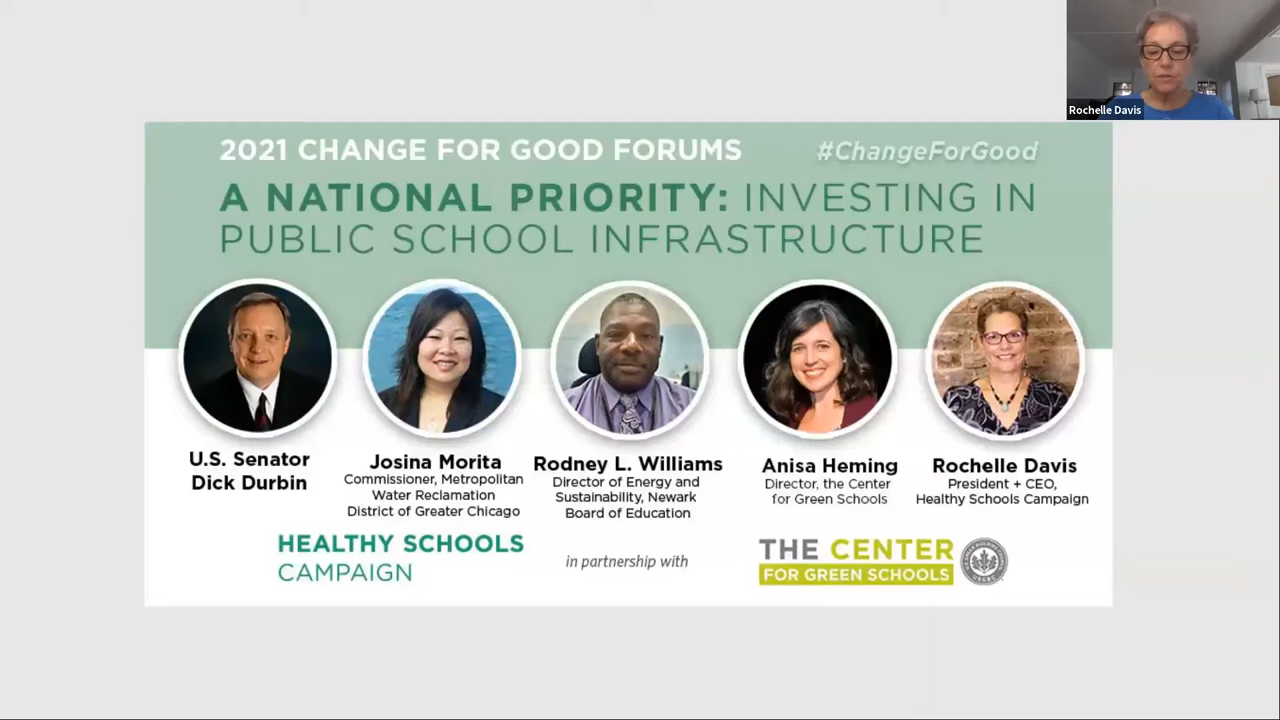 Rochelle Davis
2021 CHANGE FOR GOOD FORUMS
#ChangeForGood
A NATIONAL PRIORITY: INVESTING IN
PUBLIC SCHOOL INFRASTRUCTURE
U.S. Senator
Dick Durbin
Josina Morita
Commissioner, Metropolitan
Water Reclamation
District of Greater Chicago
Rodney L. Williams
Director of Energy and
Sustainability, Newark
Board of Education
Anisa Heming
Director, the Center
for Green Schools
Rochelle Davis
President + CEO,
Healthy Schools Campaign
HEALTHY SCHOOLS
CAMPAIGN
in partnership with
THE CENTER
FOR GREEN SCHOOLS
USGBC